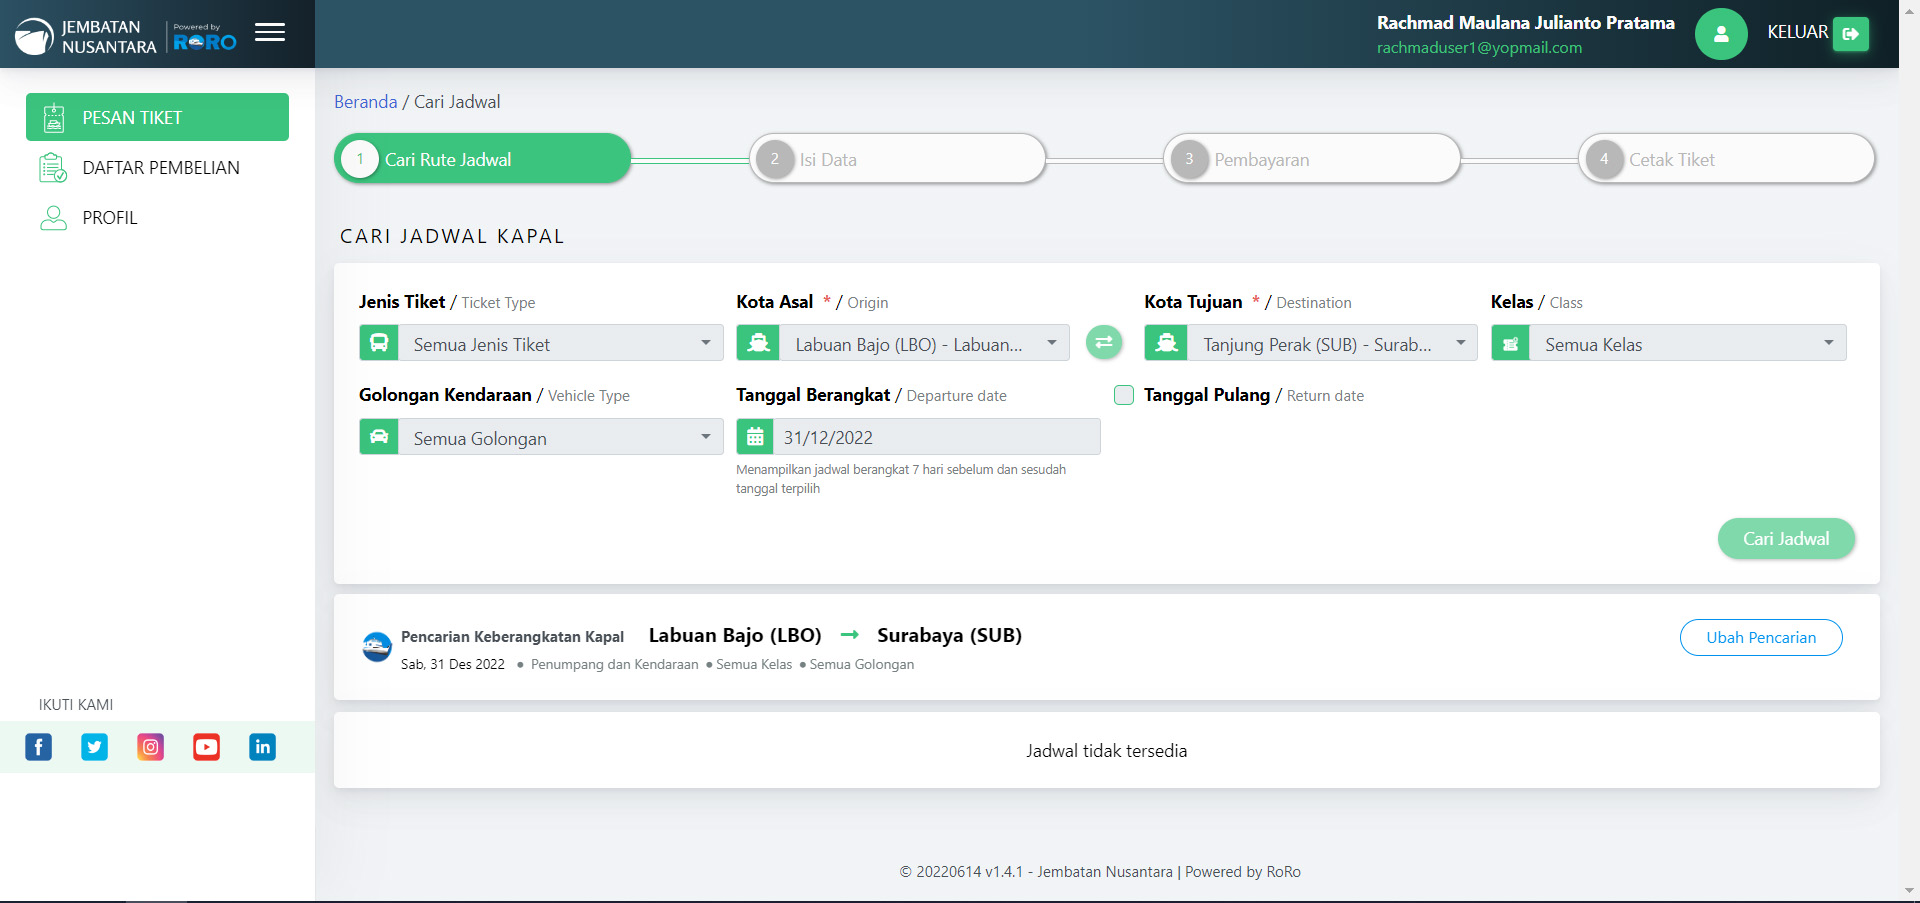 JEMBATAN
NUSANTARA
Powered by
RORO
Rachmad Maulana Julianto Pratama
rachmaduser1@yopmail.com
KELUAR
PESAN TIKET
DAFTAR PEMBELIAN
PROFIL
IKUTI KAMI
Beranda / Cari Jadwal
1 Cari Rute Jadwal
2 Isi Data
3 Pembayaran
4 Cetak Tiket
CARI JADWAL KAPAL
Jenis Tiket / Ticket Type
Semua Jenis Tiket
Kota Asal * / Origin
Labuan Bajo (LBO) - Labuan...
Kota Tujuan * / Destination
Tanjung Perak (SUB) - Surab...
Kelas / Class
Semua Kelas
Golongan Kendaraan / Vehicle Type
Semua Golongan
Tanggal Berangkat / Departure date
31/12/2022
Menampilkan jadwal berangkat 7 hari sebelum dan sesudah
tanggal terpilih
Tanggal Pulang / Return date
Cari Jadwal
Pencarian Keberangkatan Kapal Labuan Bajo (LBO) → Surabaya (SUB)
Sab, 31 Des 2022 • Penumpang dan Kendaraan • Semua Kelas • Semua Golongan
Ubah Pencarian
Jadwal tidak tersedia
© 20220614 v1.4.1 - Jembatan Nusantara | Powered by RoRo